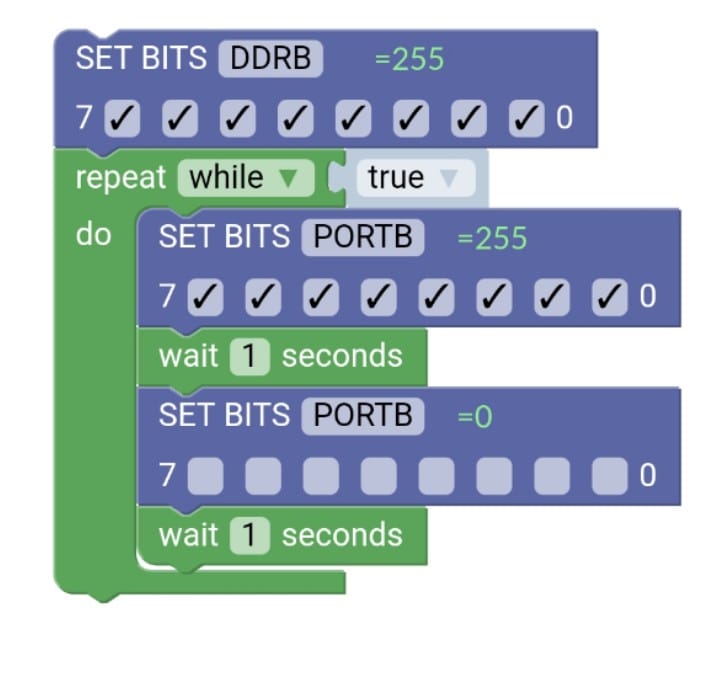 SET BITS DDRB =255
7 ✓ ✓ ✓ ✓ ✓ ✓ ✓ ✓ 0
repeat while ▼ true ▼
do SET BITS PORTB =255
7 ✓ ✓ ✓ ✓ ✓ ✓ ✓ ✓ 0
wait 1 seconds
SET BITS PORTB =0
7 0
wait 1 seconds